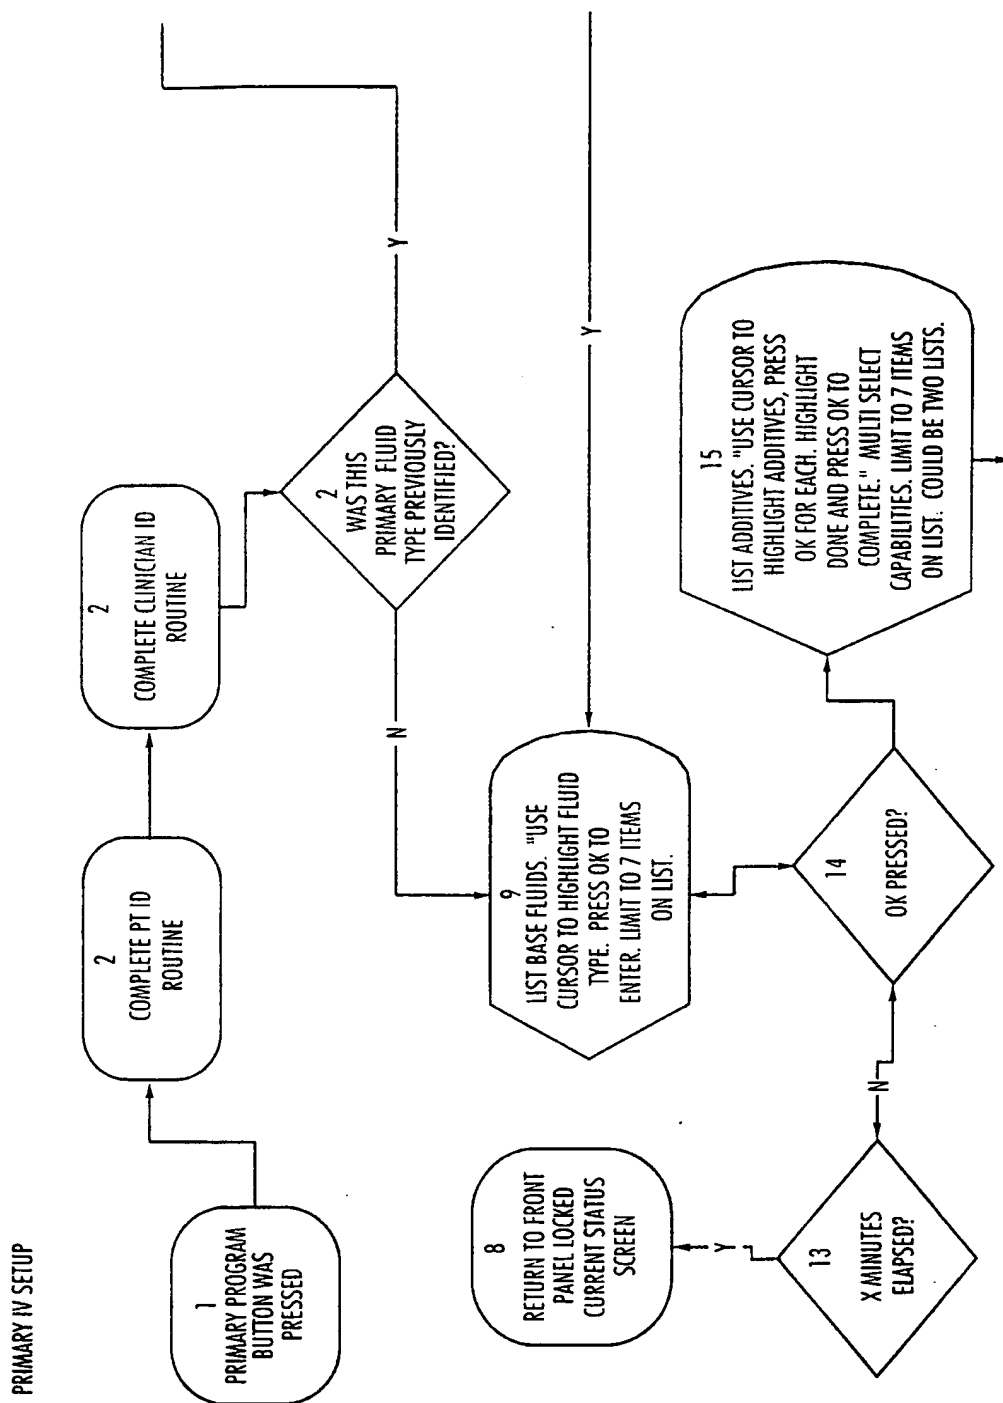 PRIMARY IV SETUP
1
PRIMARY PROGRAM
BUTTON WAS
PRESSED
2
COMPLETE PT ID
ROUTINE
2
COMPLETE CLINICIAN ID
ROUTINE
2
WAS THIS
PRIMARY FLUID
TYPE PREVIOUSLY
IDENTIFIED?
Y
N
9
LIST BASE FLUIDS. "USE
CURSOR TO HIGHLIGHT FLUID
TYPE. PRESS OK TO
ENTER. LIMIT TO 7 ITEMS
ON LIST.
Y
8
RETURN TO FRONT
PANEL LOCKED
CURRENT STATUS
SCREEN
Y
13
X MINUTES
ELAPSED?
N
14
OK PRESSED?
15
LIST ADDITIVES. "USE CURSOR TO
HIGHLIGHT ADDITIVES, PRESS
OK FOR EACH. HIGHLIGHT
DONE AND PRESS OK TO
COMPLETE." MULTI SELECT
CAPABILITIES. LIMIT TO 7 ITEMS
ON LIST. COULD BE TWO LISTS.